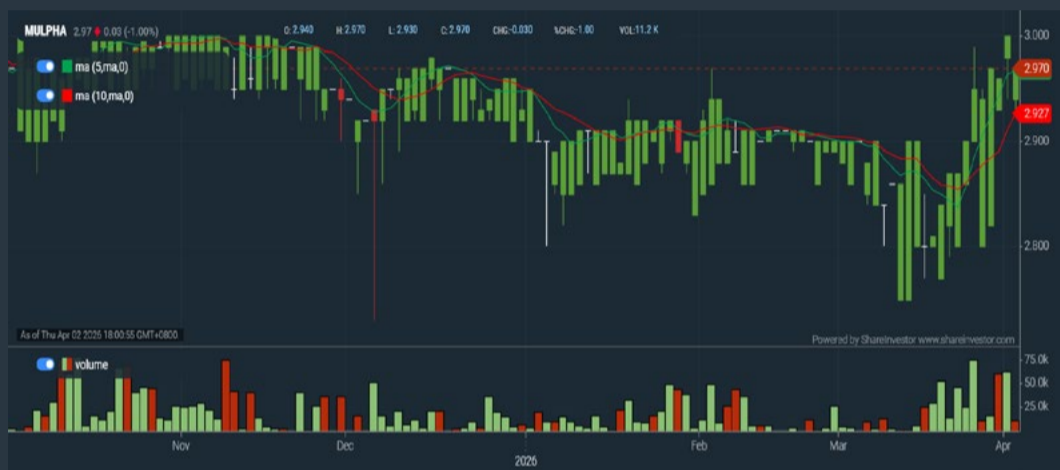 MULPHA 2.97 0.03 (-1.00%) O: 2.940 H: 2.970 L: 2.930 C: 2.970 CHG:-0.030 %CHG:-1.00 VOL:11.2 K
ma (5,ma,0)
ma (10,ma,0)
3.000
2.970
2.927
2.900
2.800
As of Thu Apr 02 2026 18:00:55 GMT+0800
Powered by ShareInvestor www.shareinvestor.com
volume
75.0k
50.0k
25.0k
Nov Dec Feb Mar Apr
2026